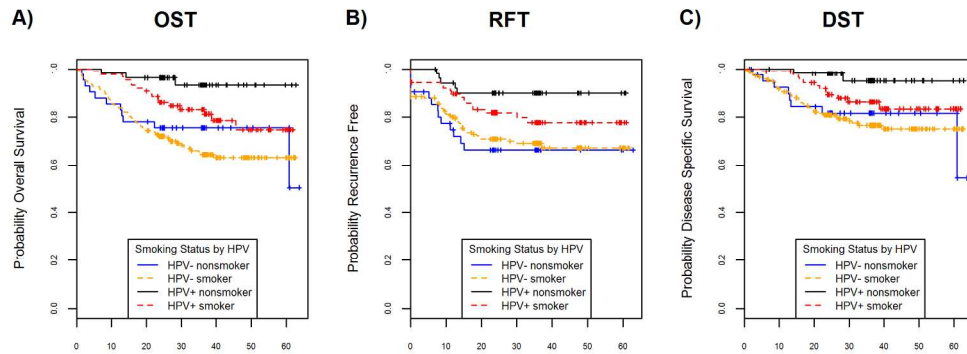 A)
OST
Probability Overall Survival
.0
0.8
0.6
0.4
0.2
0.0
Smoking Status by HPV
HPV- nonsmoker
HPV- smoker
HPV+ nonsmoker
HPV+ smoker
0 10 20 30 40 50 60
B)
RFT
Probability Recurrence Free
.0
0.8
0.6
0.4
0.2
0.0
Smoking Status by HPV
HPV- nonsmoker
HPV- smoker
HPV+ nonsmoker
HPV+ smoker
0 10 20 30 40 50 60
C)
DST
Probability Disease Specific Survival
.0
0.8
0.6
0.4
0.2
0.0
Smoking Status by HPV
HPV- nonsmoker
HPV- smoker
HPV+ nonsmoker
HPV+ smoker
0 10 20 30 40 50 60